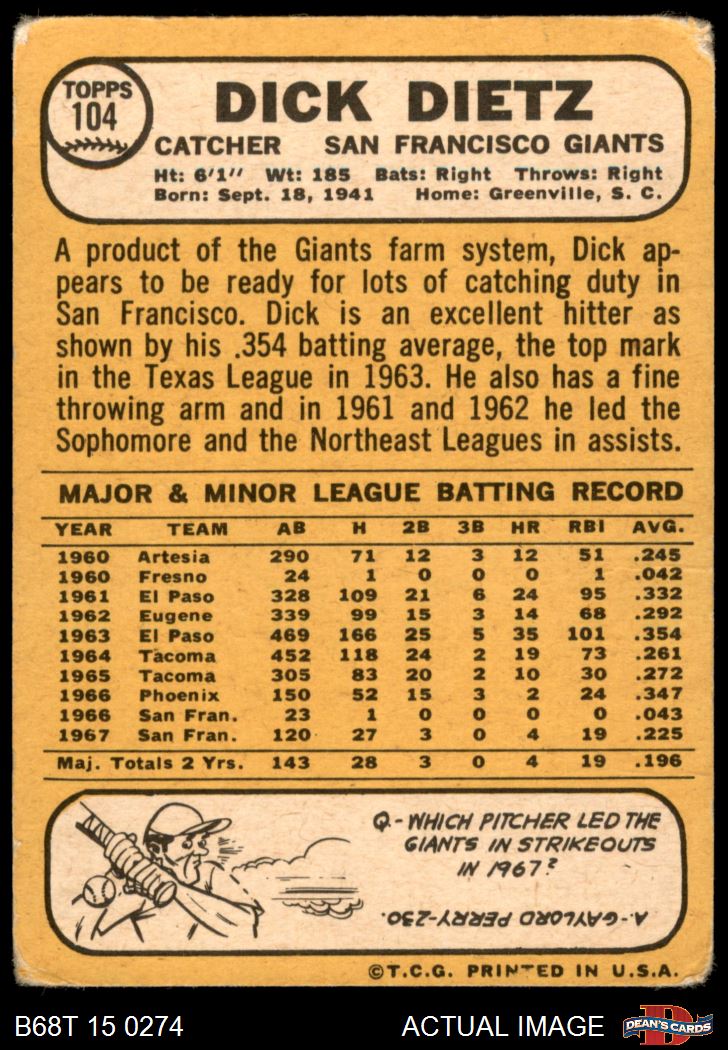 TOPPS
104
DICK DIETZ
CATCHER SAN FRANCISCO GIANTS
Ht: 6'1" Wt: 185 Bats: Right Throws: Right
Born: Sept. 18, 1941 Home: Greenville, S. C.
A product of the Giants farm system, Dick ap-
pears to be ready for lots of catching duty in
San Francisco. Dick is an excellent hitter as
shown by his .354 batting average, the top mark
in the Texas League in 1963. He also has a fine
throwing arm and in 1961 and 1962 he led the
Sophomore and the Northeast Leagues in assists.
MAJOR & MINOR LEAGUE BATTING RECORD
YEAR TEAM AB H 2B 3B HR RBI AVG.
1960 Artesia 290 71 12 3 12 51 .245
1960 Fresno 24 1 0 0 0 1 .042
1961 El Paso 328 109 21 6 24 95 .332
1962 Eugene 339 99 15 3 14 68 .292
1963 El Paso 469 166 25 5 35 101 .354
1964 Tacoma 452 118 24 2 19 73 .261
1965 Tacoma 305 83 20 2 10 30 .272
1966 Phoenix 150 52 15 3 2 24 .347
1966 San Fran. 23 1 0 0 0 0 .043
1967 San Fran. 120 27 3 0 4 19 .225
Maj. Totals 2 Yrs. 143 28 3 0 4 19 .196
Q-WHICH PITCHER LED THE
GIANTS IN STRIKEOUTS
IN 1967?
A-GAYLORD PERRY-230.
©T.C.G. PRINTED IN U.S.A.
B68T 15 0274 ACTUAL IMAGE D DEAN'S CARDS